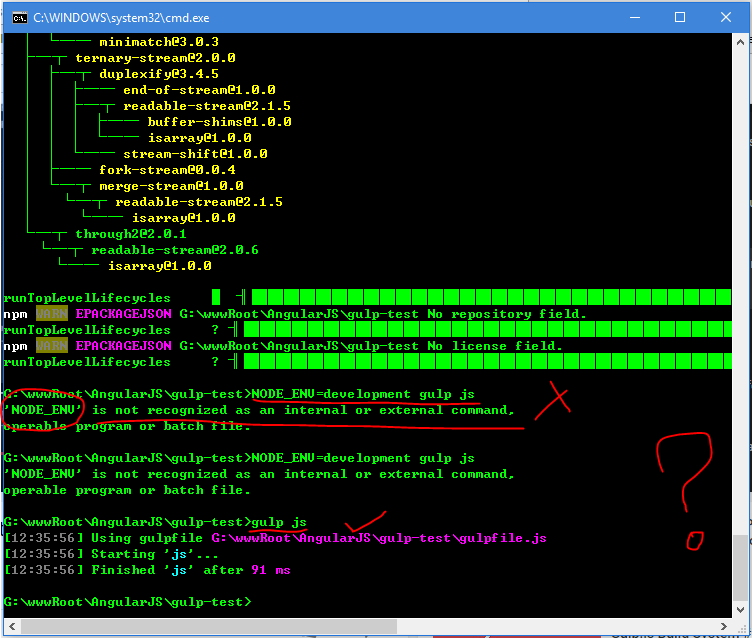 C:\WINDOWS\system32\cmd.exe
minimatch@3.0.3
ternary-stream@2.0.0
duplexify@3.4.5
end-of-stream@1.0.0
readable-stream@2.1.5
buffer-shims@1.0.0
isarray@1.0.0
stream-shift@1.0.0
fork-stream@0.0.4
merge-stream@1.0.0
readable-stream@2.1.5
isarray@1.0.0
through2@2.0.1
readable-stream@2.0.6
isarray@1.0.0
runTopLevelLifecycles
npm WARN EPACKAGEJSON G:\wwwRoot\AngularJS\gulp-test No repository field.
runTopLevelLifecycles ?
npm WARN EPACKAGEJSON G:\wwwRoot\AngularJS\gulp-test No license field.
runTopLevelLifecycles ?
G:\wwwRoot\AngularJS\gulp-test>NODE_ENV=development gulp js
'NODE_ENV' is not recognized as an internal or external command,
operable program or batch file.
G:\wwwRoot\AngularJS\gulp-test>NODE_ENV=development gulp js
'NODE_ENV' is not recognized as an internal or external command,
operable program or batch file.
?
G:\wwwRoot\AngularJS\gulp-test>gulp js
[12:35:56] Using gulpfile G:\wwwRoot\AngularJS\gulp-test\gulpfile.js
[12:35:56] Starting 'js'...
[12:35:56] Finished 'js' after 91 ms
G:\wwwRoot\AngularJS\gulp-test>